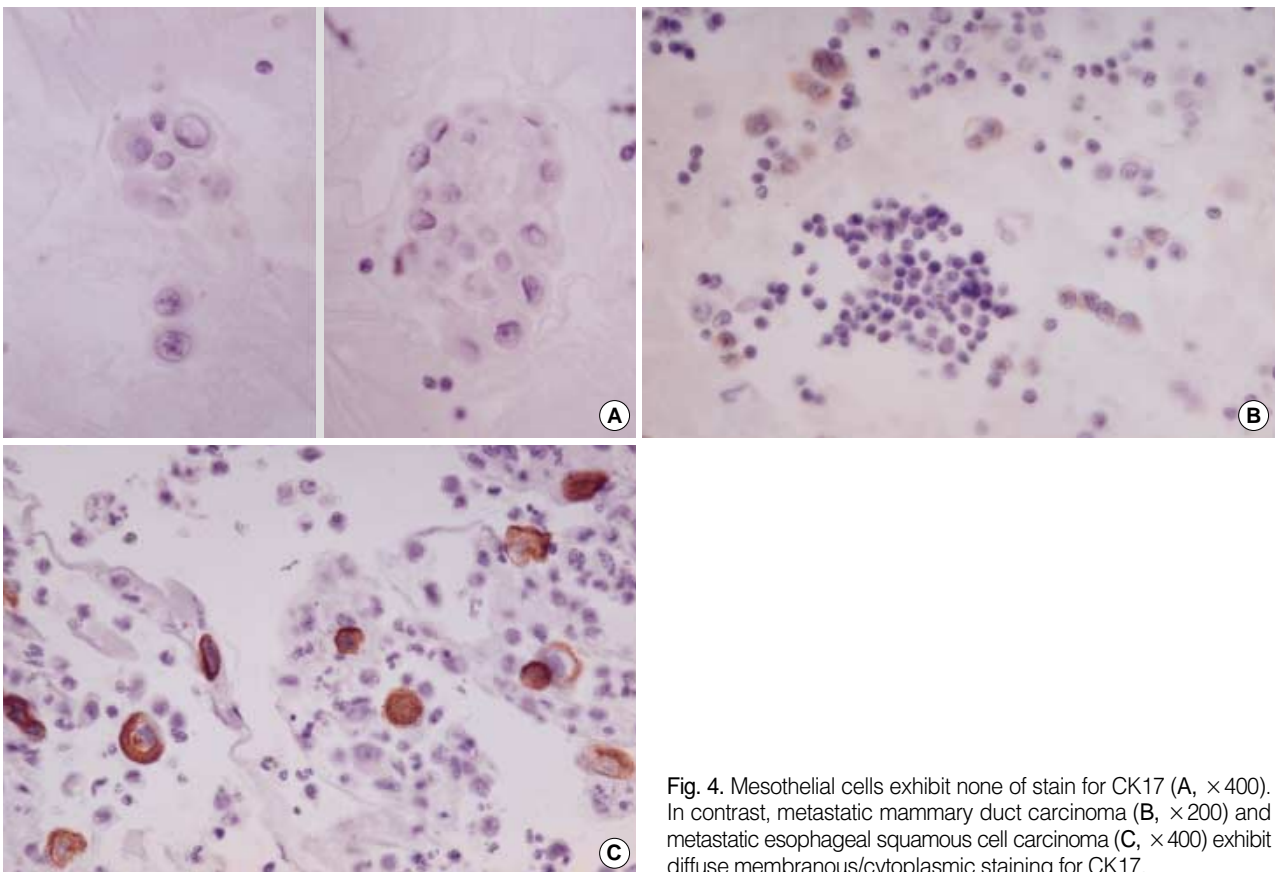 A
B
C
Fig. 4. Mesothelial cells exhibit none of stain for CK17 (A, ×400).
In contrast, metastatic mammary duct carcinoma (B, ×200) and
metastatic esophageal squamous cell carcinoma (C, ×400) exhibit
diffuse membranous/cytoplasmic staining for CK17.